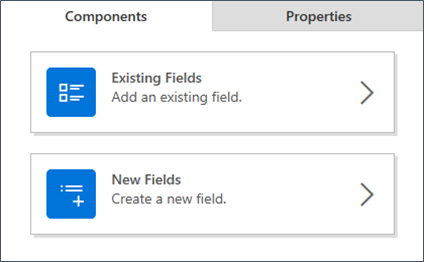 Components
Properties
Existing Fields
Add an existing field.
New Fields
Create a new field.